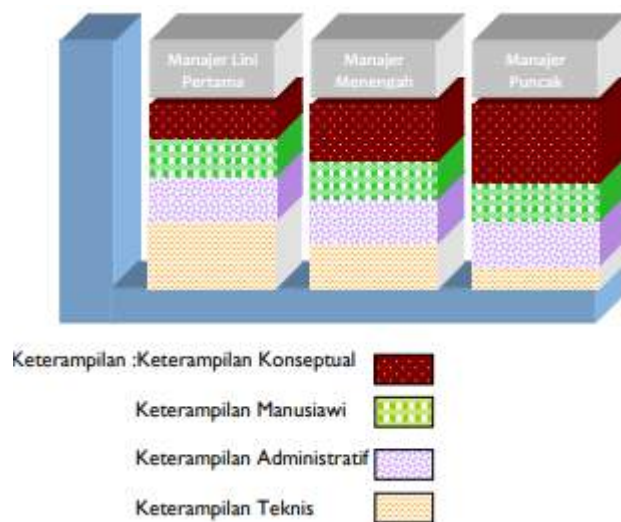 Manajer Lini
Pertama
Manajer
Menengah
Manajer
Puncak
Keterampilan :Keterampilan Konseptual
Keterampilan Manusiawi
Keterampilan Administratif
Keterampilan Teknis